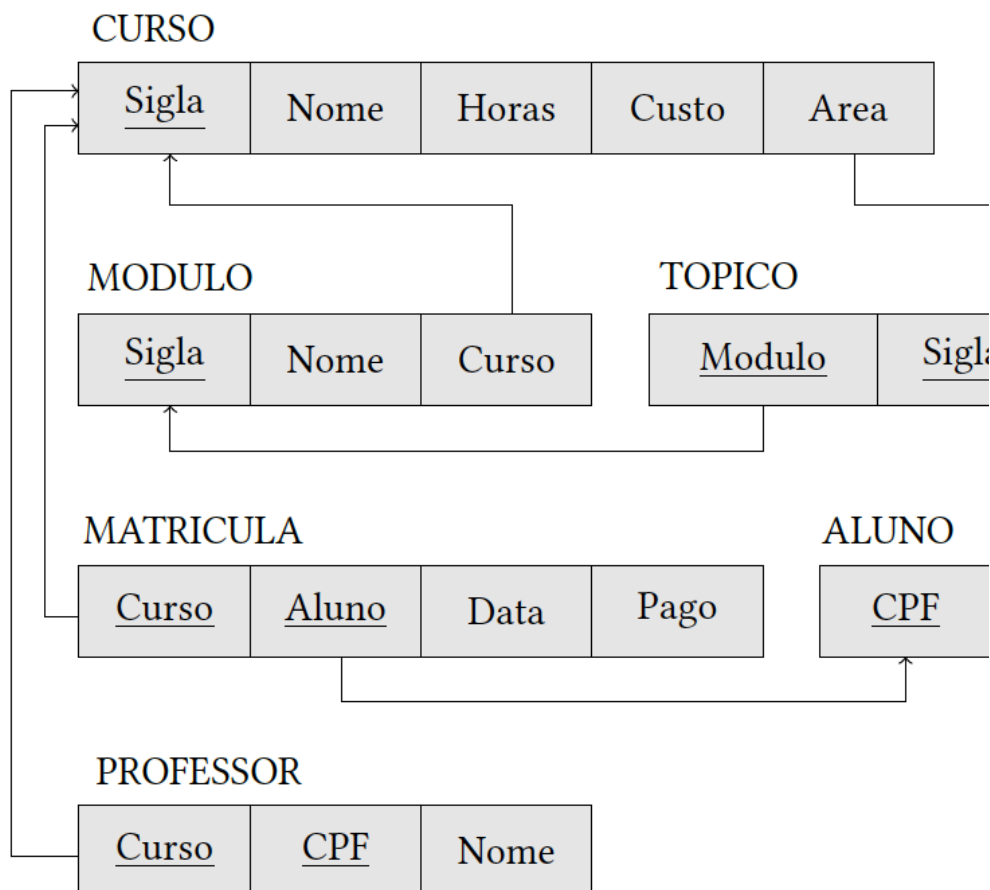 CURSO
Sigla Nome Horas Custo Area
MODULO TOPICO
Sigla Nome Curso Modulo Sigla
MATRICULA ALUNO
Curso Aluno Data Pago CPF
PROFESSOR
Curso CPF Nome